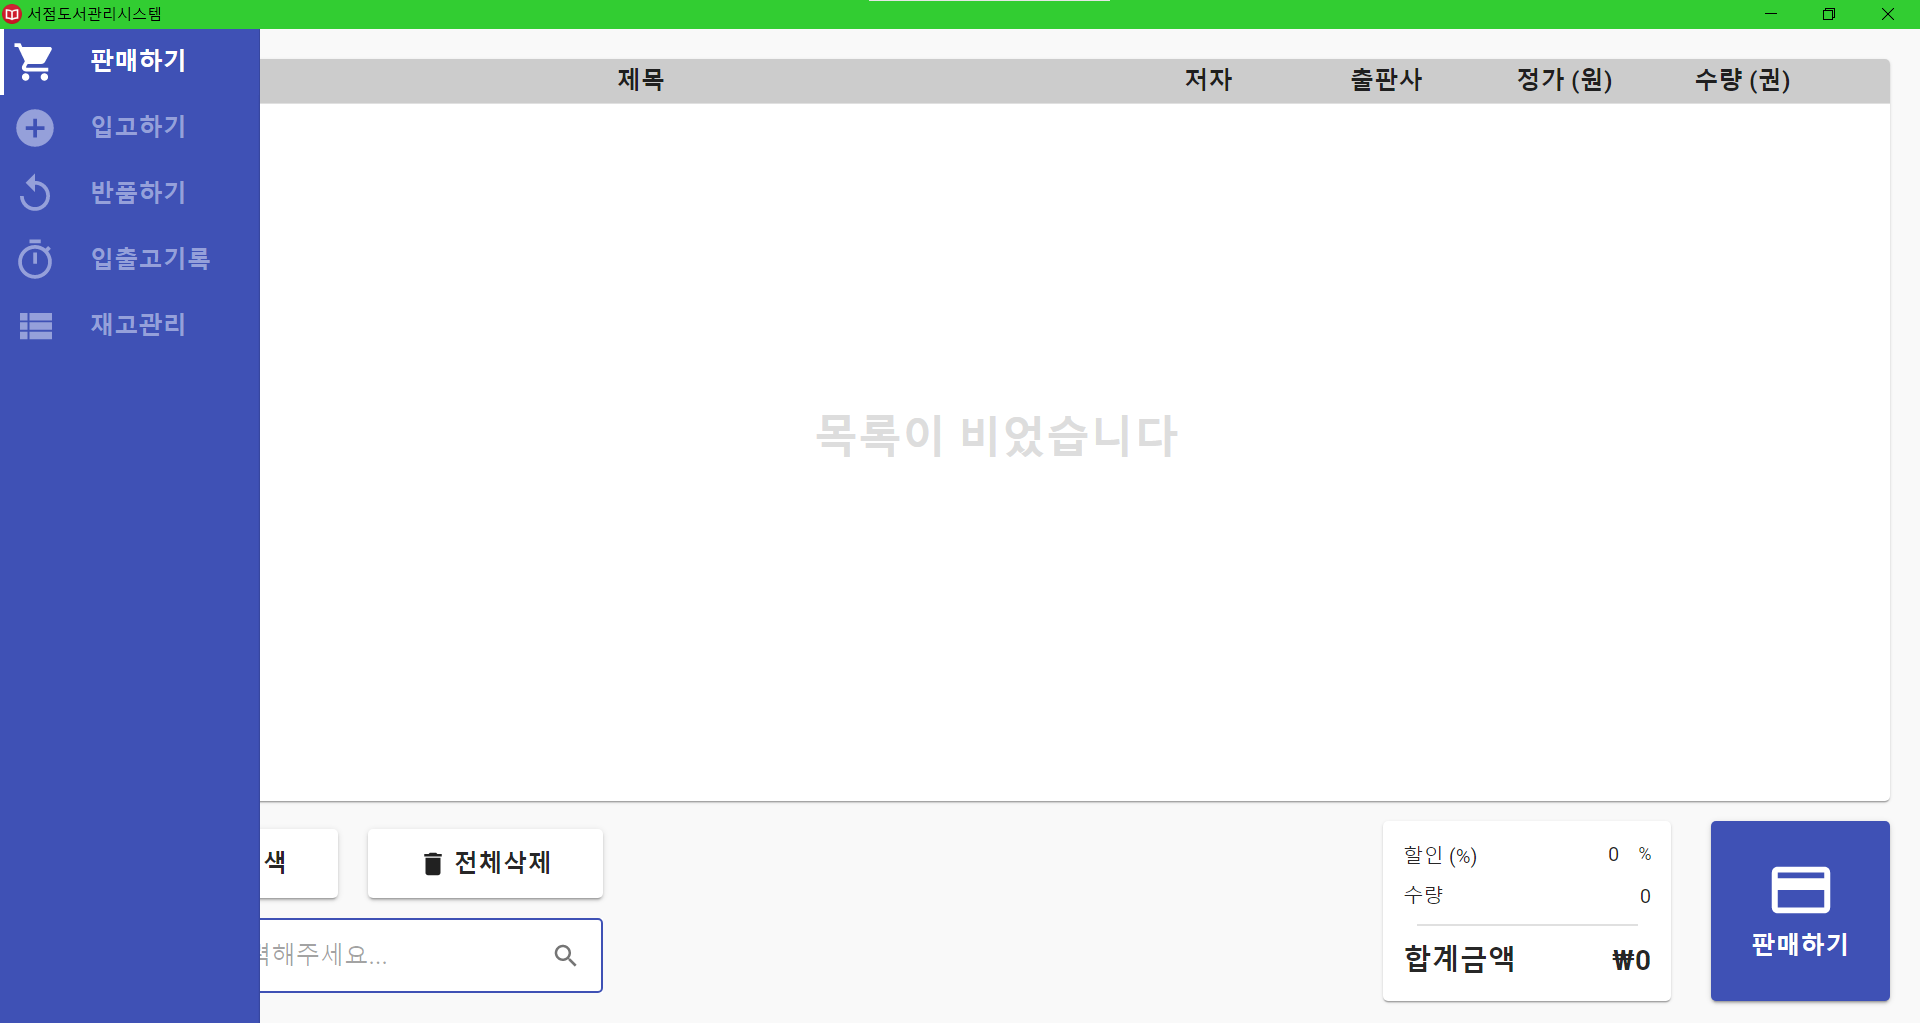 서점도서관리시스템
판매하기
입고하기
반품하기
입출고기록
재고관리
제목 저자 출판사 정가 (원) 수량 (권)
목록이 비었습니다
색
전체삭제
해주세요...
할인 (%) 0 %
수량 0
합계금액 ₩0
판매하기